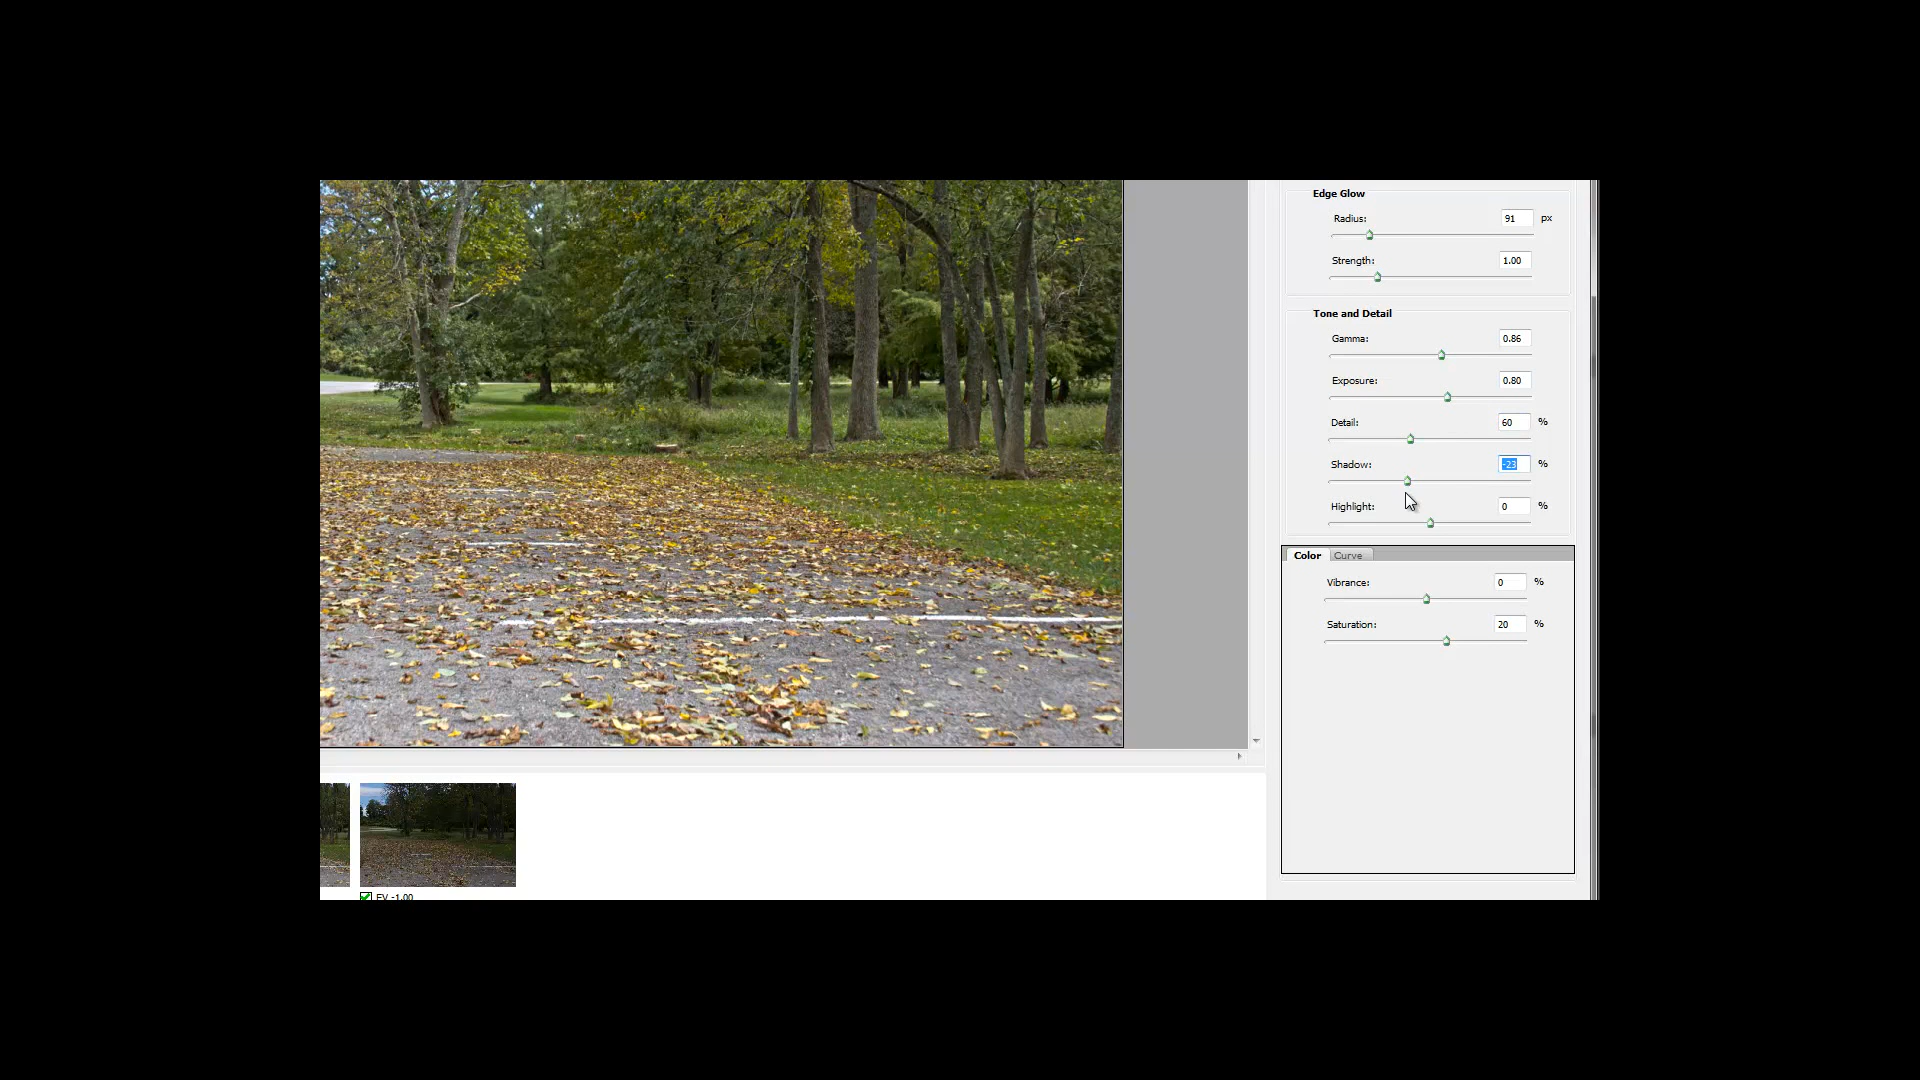 Edge Glow
Radius: 91 px
Strength: 1.00
Tone and Detail
Gamma: 0.86
Exposure: 0.80
Detail: 60 %
Shadow: -23 %
Highlight: 0 %
Color Curve
Vibrance: 0 %
Saturation: 20 %
EV -1.00